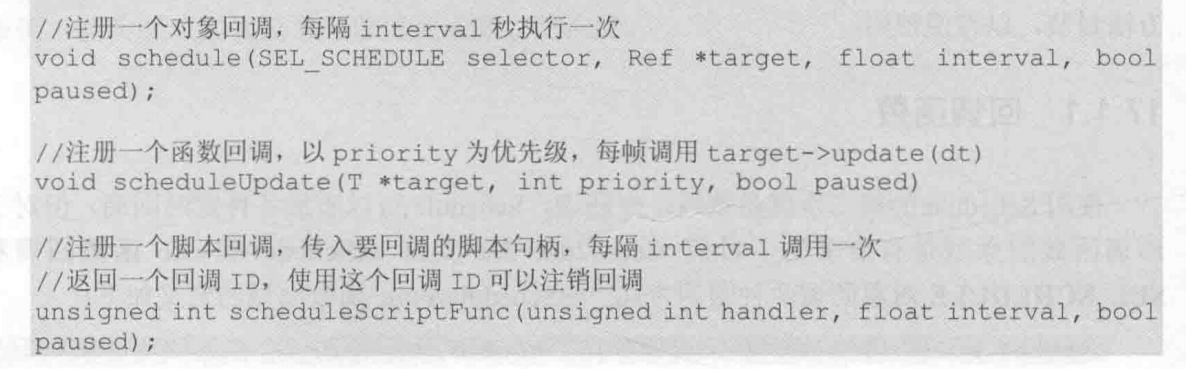 //注册一个对象回调，每隔 interval 秒执行一次
void schedule(SEL_SCHEDULE selector, Ref *target, float interval, bool
paused);
//注册一个函数回调，以 priority 为优先级，每帧调用 target->update(dt)
void scheduleUpdate(T *target, int priority, bool paused)
//注册一个脚本回调，传入要回调的脚本句柄，每隔 interval 调用一次
//返回一个回调 ID，使用这个回调 ID 可以注销回调
unsigned int scheduleScriptFunc(unsigned int handler, float interval, bool
paused);